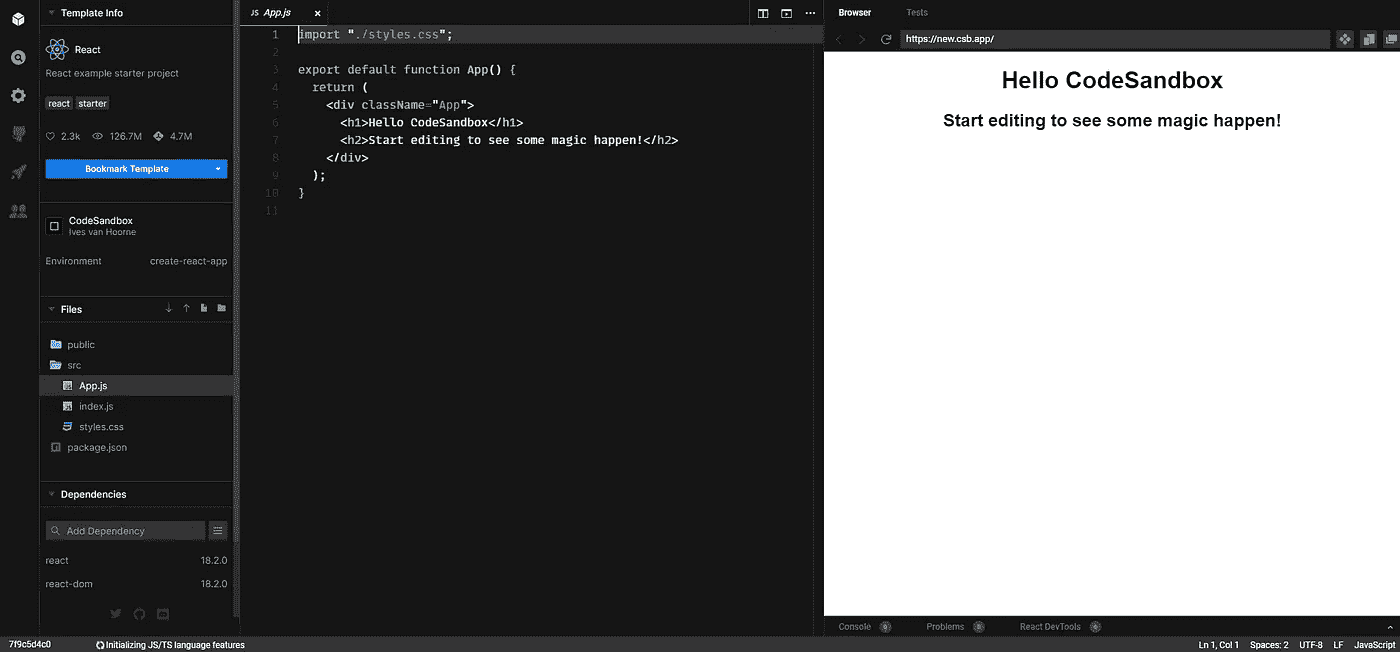 Template Info
React
React example starter project
react starter
2.3k 126.7M 4.7M
Bookmark Template
CodeSandbox
Ives van Hoorne
Environment create-react-app
Files
public
src
App.js
index.js
styles.css
package.json
Dependencies
Add Dependency
react 18.2.0
react-dom 18.2.0
JS App.js ×
1 import "./styles.css";
2
3 export default function App() {
4 return (
5 <div className="App">
6 <h1>Hello CodeSandbox</h1>
7 <h2>Start editing to see some magic happen!</h2>
8 </div>
9 );
10 }
11
Browser Tests
https://new.csb.app/
Hello CodeSandbox
Start editing to see some magic happen!
Console 0 Problems 0 React DevTools 0
7f9c5d4c0 Initializing JS/TS language features Ln 1, Col 1 Spaces: 2 UTF-8 LF JavaScript